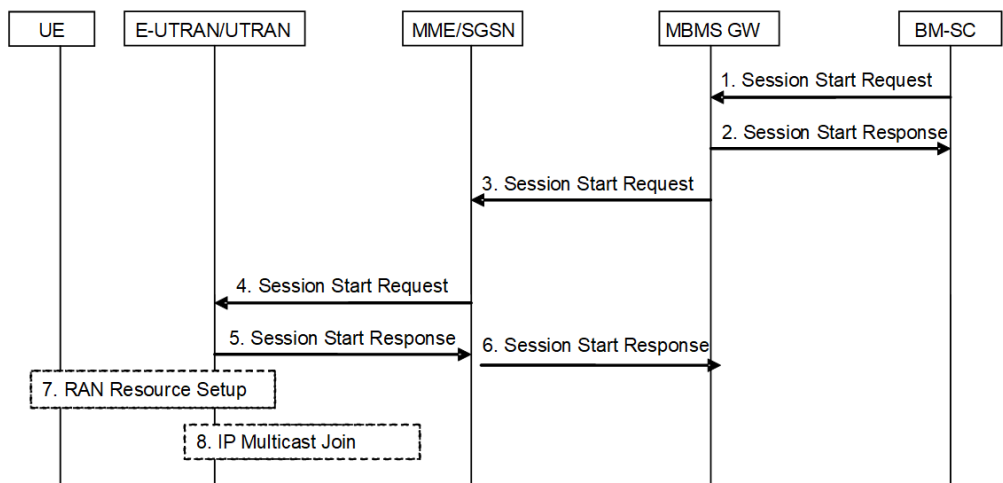 UE
E-UTRAN/UTRAN
MME/SGSN
MBMS GW
BM-SC
1. Session Start Request
2. Session Start Response
3. Session Start Request
4. Session Start Request
5. Session Start Response
6. Session Start Response
7. RAN Resource Setup
8. IP Multicast Join